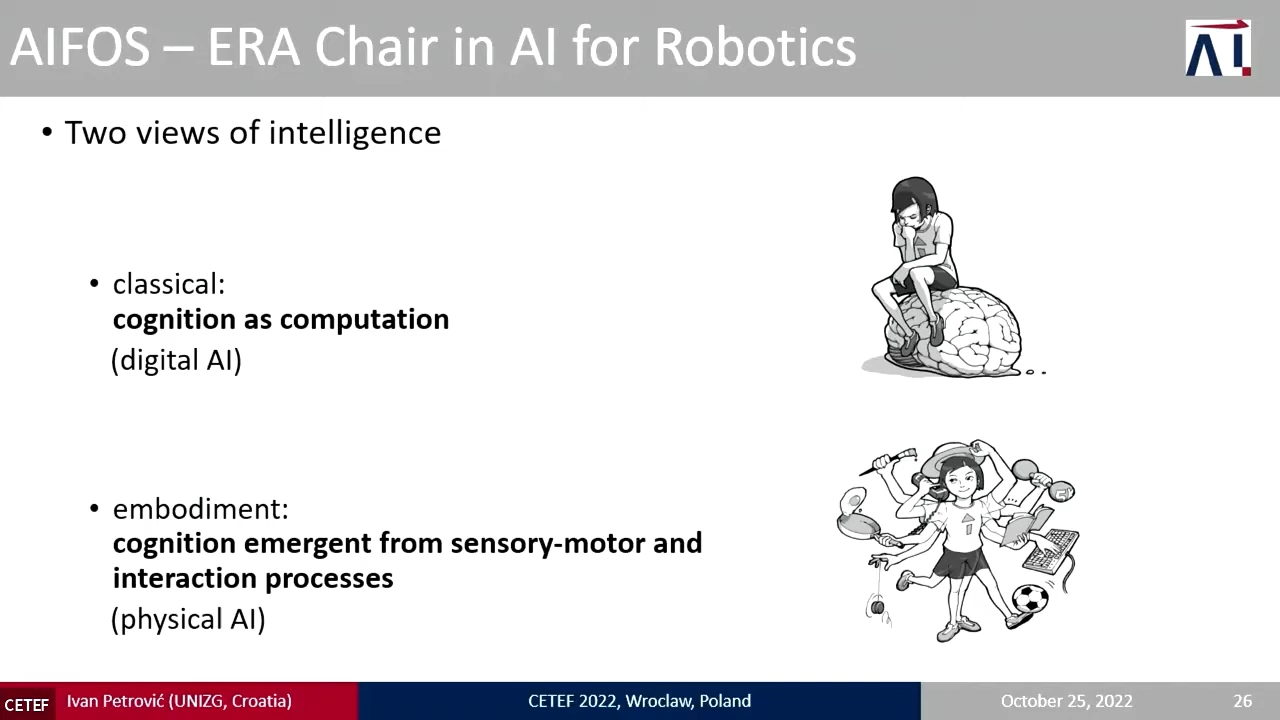 AIFOS – ERA Chair in AI for Robotics
AI
• Two views of intelligence
• classical:
cognition as computation
(digital AI)
• embodiment:
cognition emergent from sensory-motor and
interaction processes
(physical AI)
CETEF
Ivan Petrović (UNIZG, Croatia)
CETEF 2022, Wroclaw, Poland
October 25, 2022
26